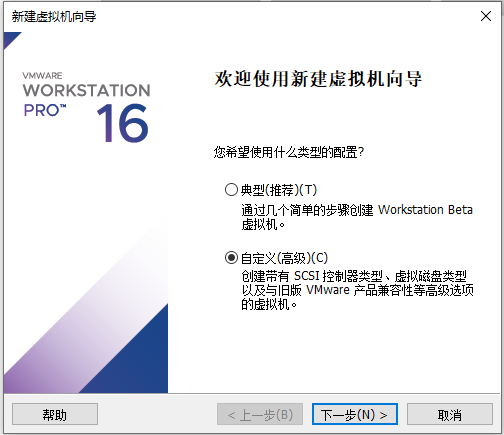 新建虚拟机向导
VMWARE
WORKSTATION
PRO™ 16
欢迎使用新建虚拟机向导
您希望使用什么类型的配置?
典型(推荐)(T)
通过几个简单的步骤创建 Workstation Beta
虚拟机。
自定义(高级)(C)
创建带有 SCSI 控制器类型、虚拟磁盘类型
以及与旧版 VMware 产品兼容性等高级选项
的虚拟机。
帮助
< 上一步(B)
下一步(N) >
取消